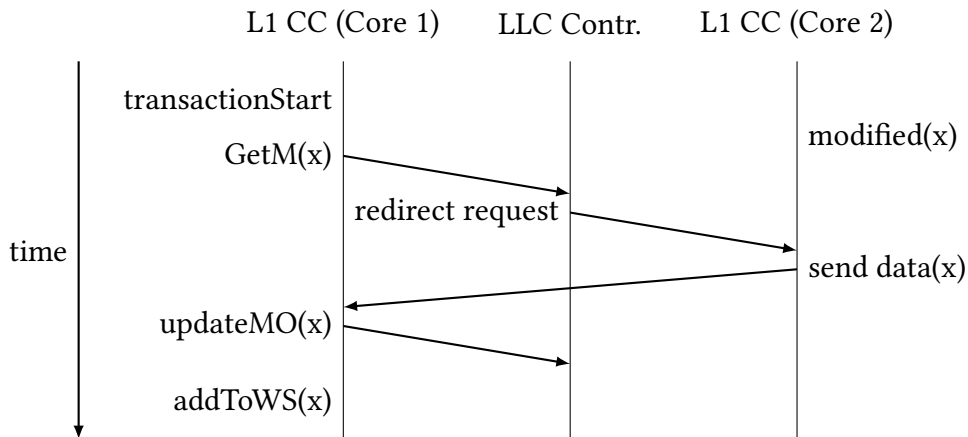 L1 CC (Core 1)
LLC Contr.
L1 CC (Core 2)
transactionStart
modified(x)
GetM(x)
redirect request
time
send data(x)
updateMO(x)
addToWS(x)